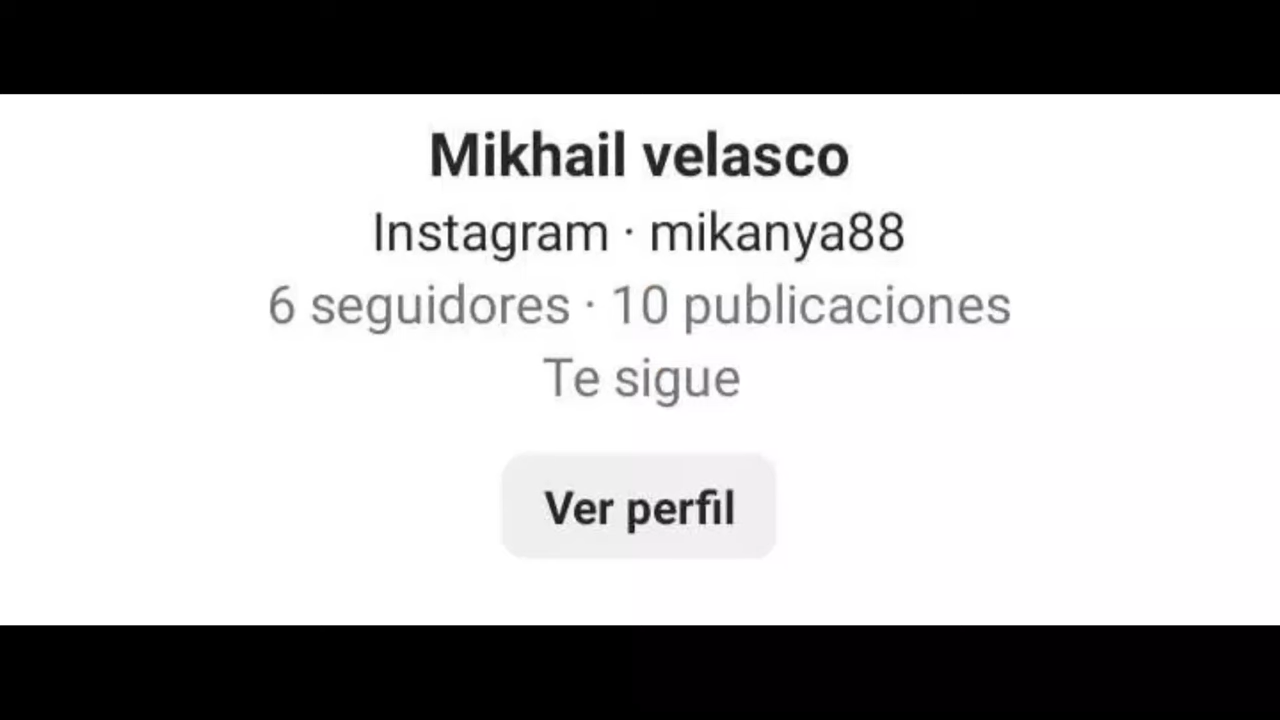 Mikhail velasco
Instagram · mikanya88
6 seguidores · 10 publicaciones
Te sigue
Ver perfil